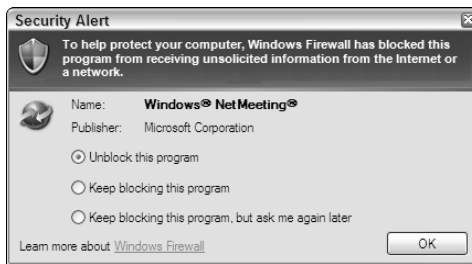 Security Alert
To help protect your computer, Windows Firewall has blocked this
program from receiving unsolicited information from the Internet or
a network.
Name: Windows® NetMeeting®
Publisher: Microsoft Corporation
Unblock this program
Keep blocking this program
Keep blocking this program, but ask me again later
Learn more about Windows Firewall
OK